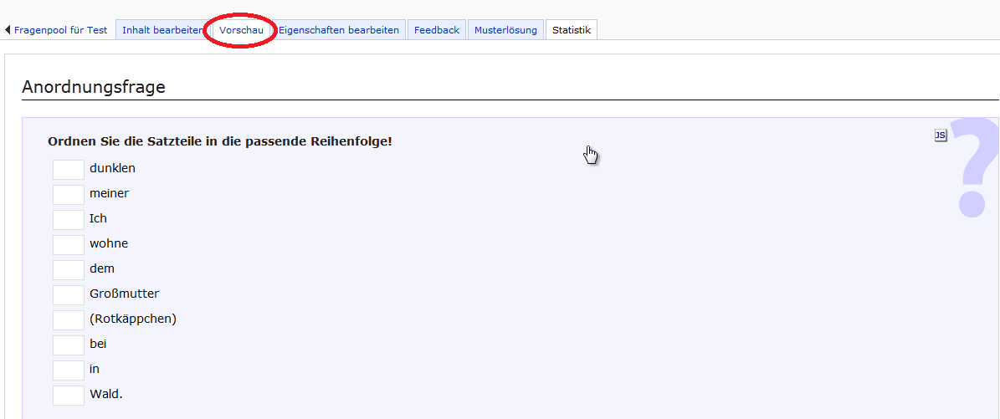 Fragenpool für Test Inhalt bearbeiten Vorschau Eigenschaften bearbeiten Feedback Musterlösung Statistik
Anordnungsfrage
Ordnen Sie die Satzteile in die passende Reihenfolge!
JS
?
dunklen
meiner
Ich
wohne
dem
Großmutter
(Rotkäppchen)
bei
in
Wald.